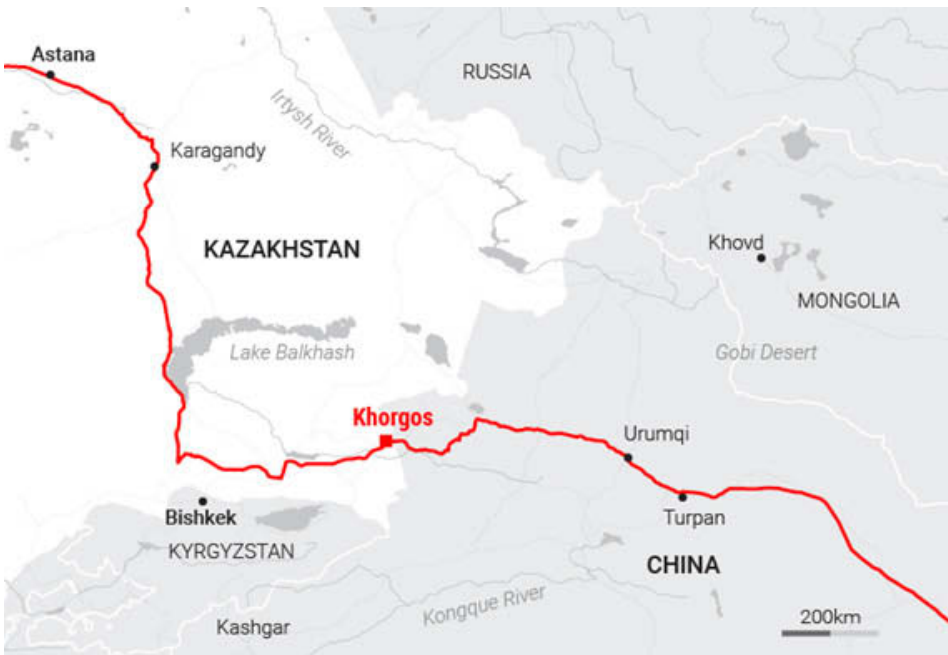 Astana
RUSSIA
Irtysh River
Karagandy
KAZAKHSTAN
Khovd
MONGOLIA
Lake Balkhash
Gobi Desert
Khorgos
Urumqi
Bishkek
Turpan
KYRGYZSTAN
CHINA
Kongque River
200km
Kashgar